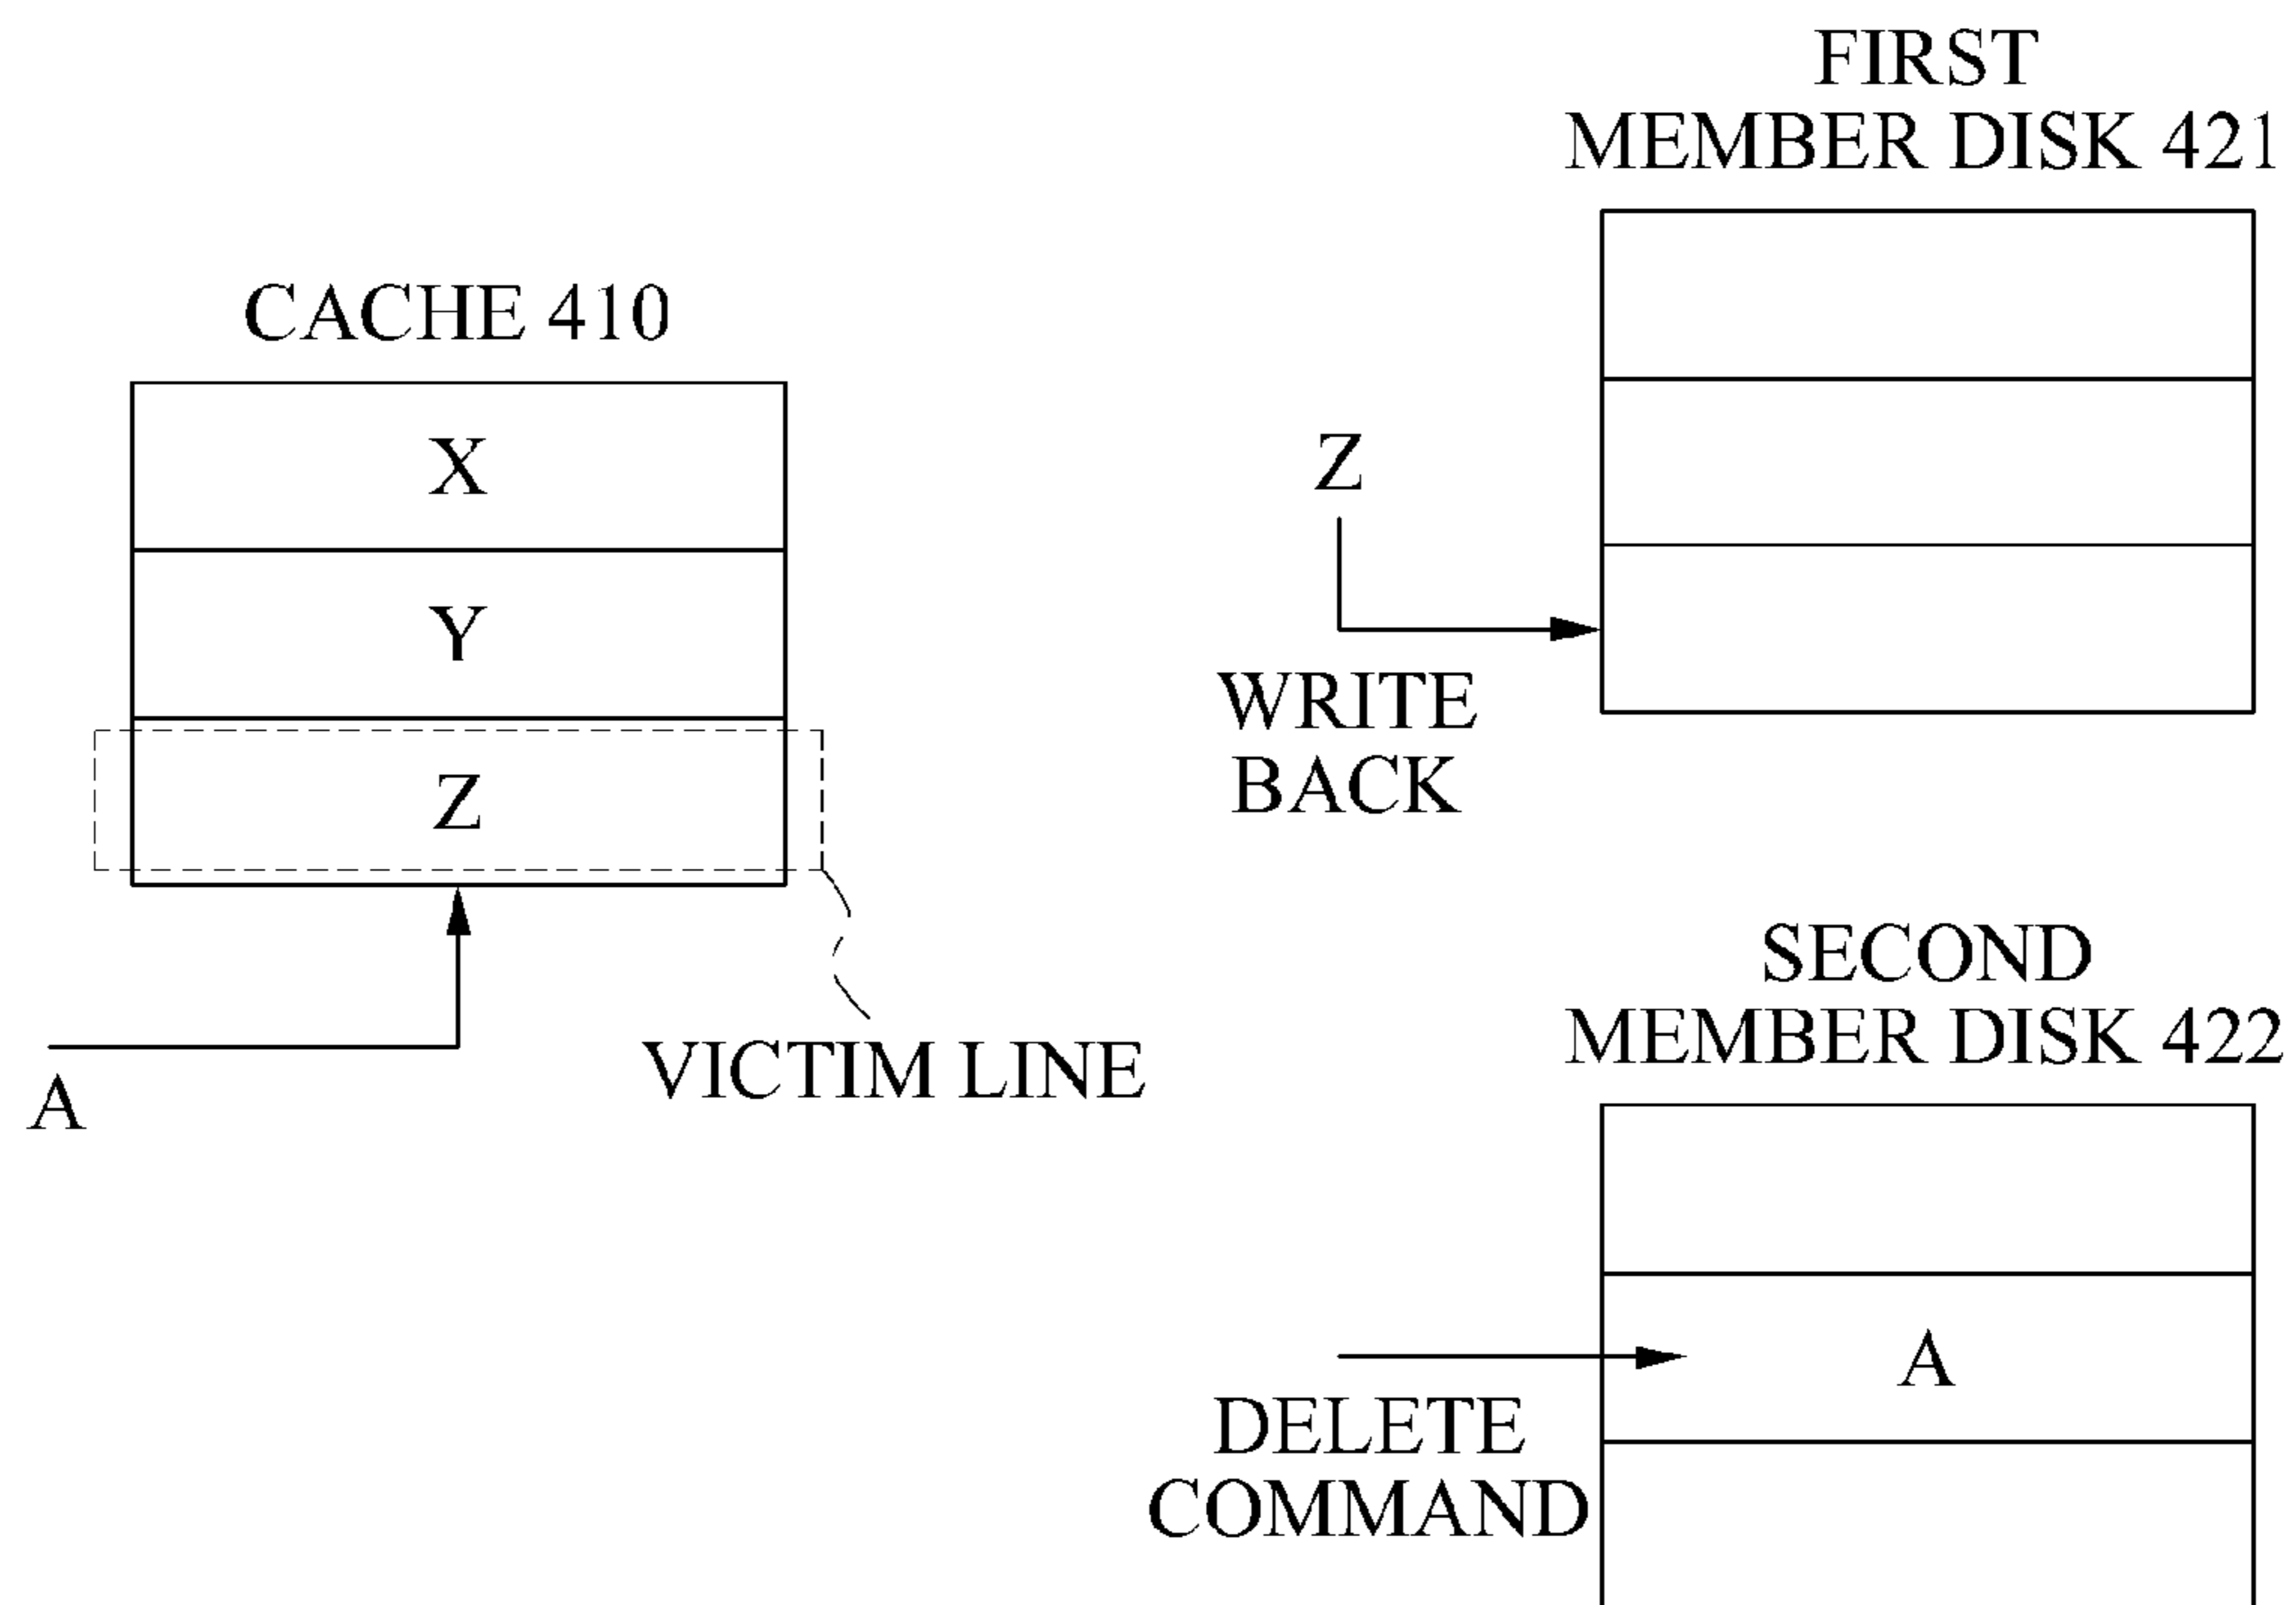 FIRST
MEMBER DISK 421
CACHE 410
X
Y
Z
A
VICTIM LINE
Z
WRITE
BACK
SECOND
MEMBER DISK 422
A
DELETE
COMMAND